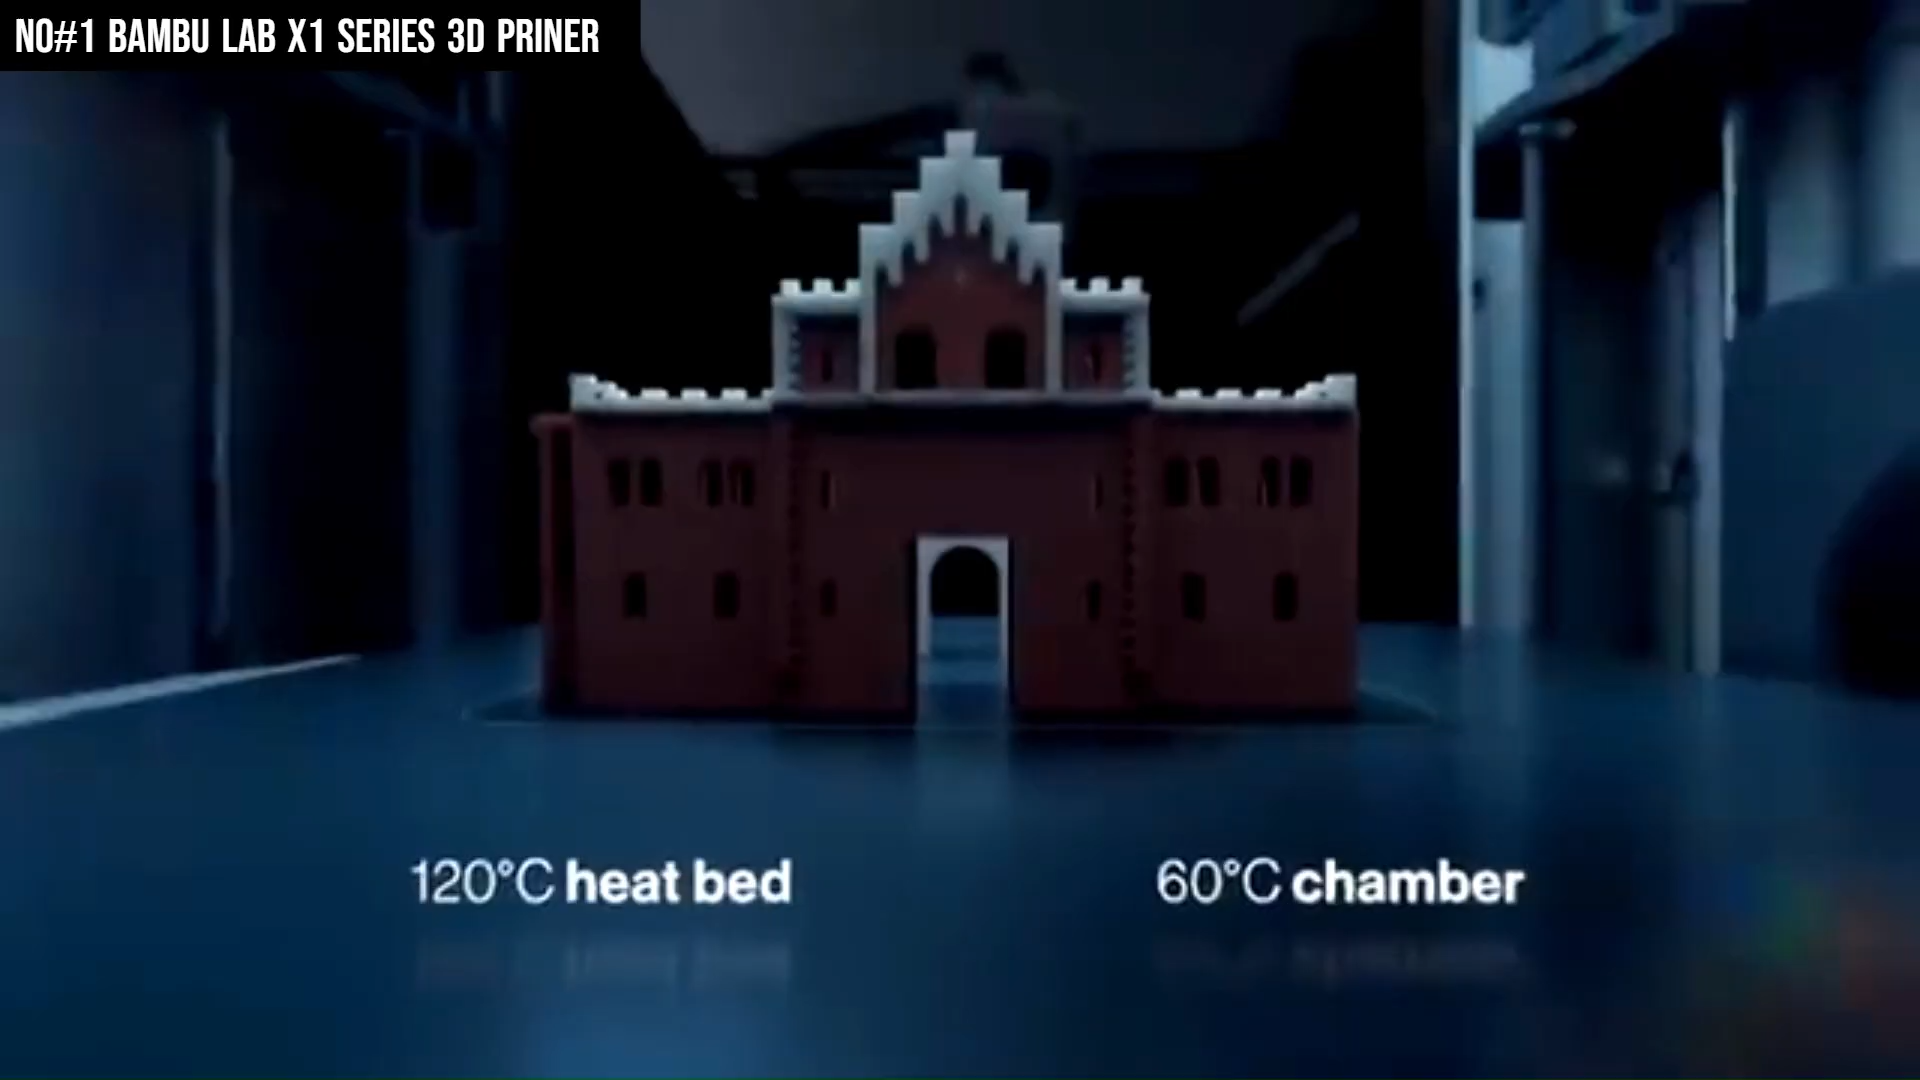 NO#1 BAMBU LAB X1 SERIES 3D PRINER
120°C heat bed
60°C chamber